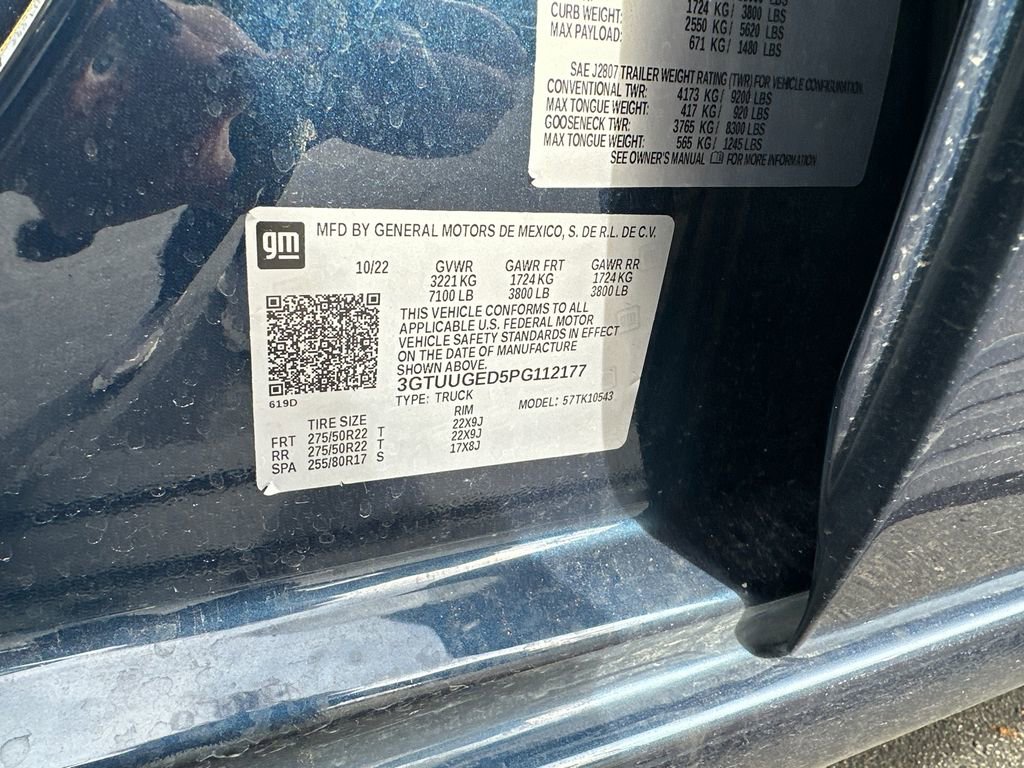 1724 KG/ 3800 LBS
CURB WEIGHT: 2550 KG/ 5620 LBS
MAX PAYLOAD: 671 KG/ 1480 LBS
SAE J2807 TRAILER WEIGHT RATING (TWR) FOR VEHICLE CONFIGURATION
CONVENTIONAL TWR: 4173 KG/ 9200 LBS
MAX TONGUE WEIGHT: 417 KG/ 920 LBS
GOOSENECK TWR: 3765 KG/ 8300 LBS
MAX TONGUE WEIGHT: 565 KG/ 1245 LBS
SEE OWNER'S MANUAL FOR MORE INFORMATION
gm
MFD BY GENERAL MOTORS DE MEXICO, S. DE R.L. DE C.V.
10/22 GVWR GAWR FRT GAWR RR
3221 KG 1724 KG 1724 KG
7100 LB 3800 LB 3800 LB
THIS VEHICLE CONFORMS TO ALL
APPLICABLE U.S. FEDERAL MOTOR
VEHICLE SAFETY STANDARDS IN EFFECT
ON THE DATE OF MANUFACTURE
SHOWN ABOVE.
3GTUUGED5PG112177
619D
TYPE: TRUCK MODEL: 57TK10543
TIRE SIZE RIM
FRT 275/50R22 T 22X9J
RR 275/50R22 T 22X9J
SPA 255/80R17 S 17X8J